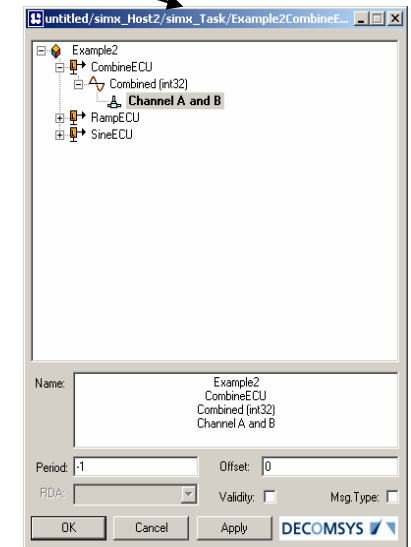 untitled/simx_Host2/simx_Task/Example2CombineE...
Example2
CombineECU
Combined (int32)
Channel A and B
RampECU
SineECU
Name:
Example2
CombineECU
Combined (int32)
Channel A and B
Period: -1 Offset: 0
RDA: Validity: Msg.Type:
OK Cancel Apply DECOMSYS